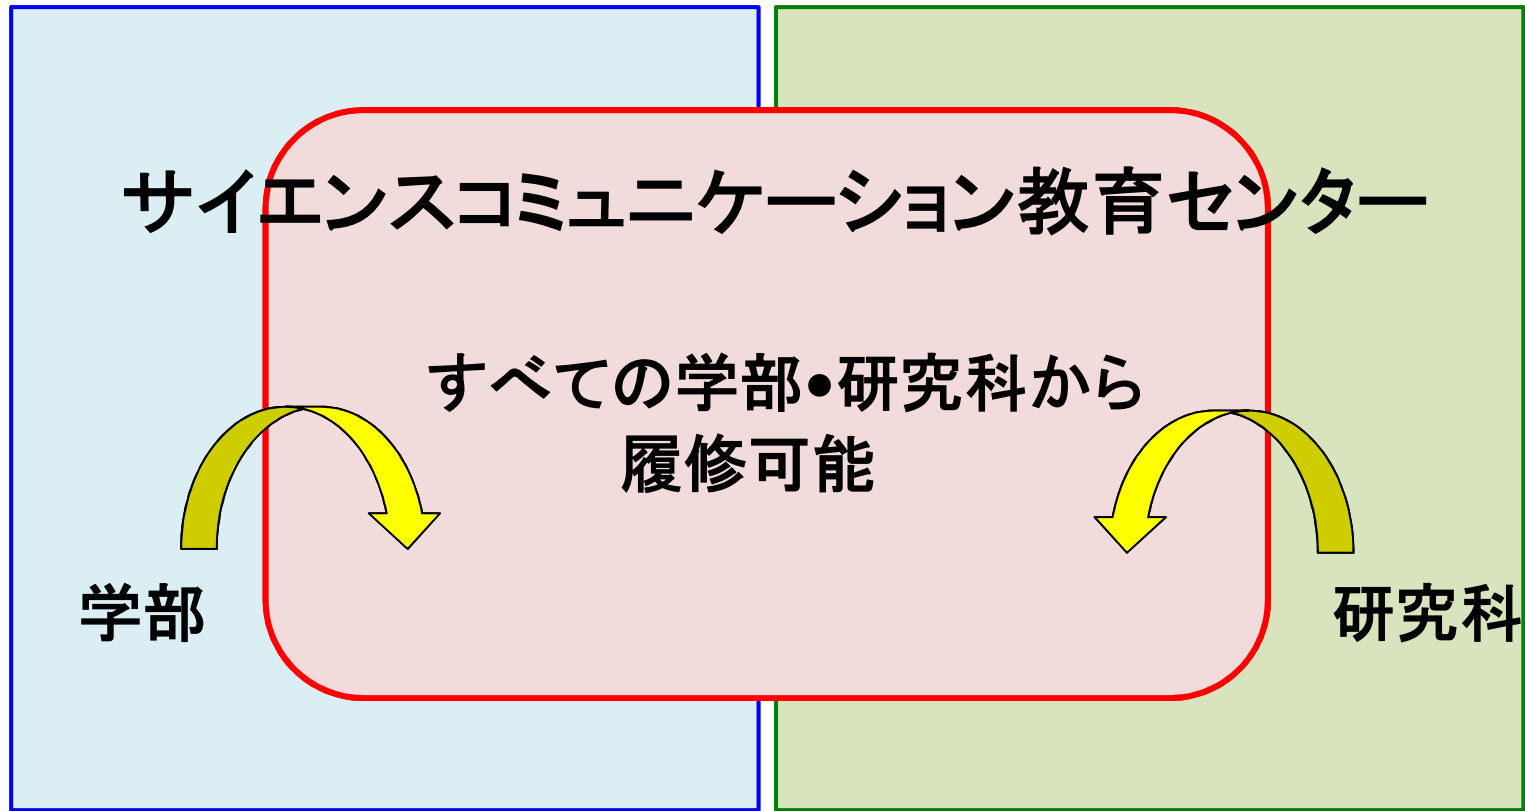 サイエンスコミュニケーション教育センター
すべての学部・研究科から
履修可能
学部
研究科